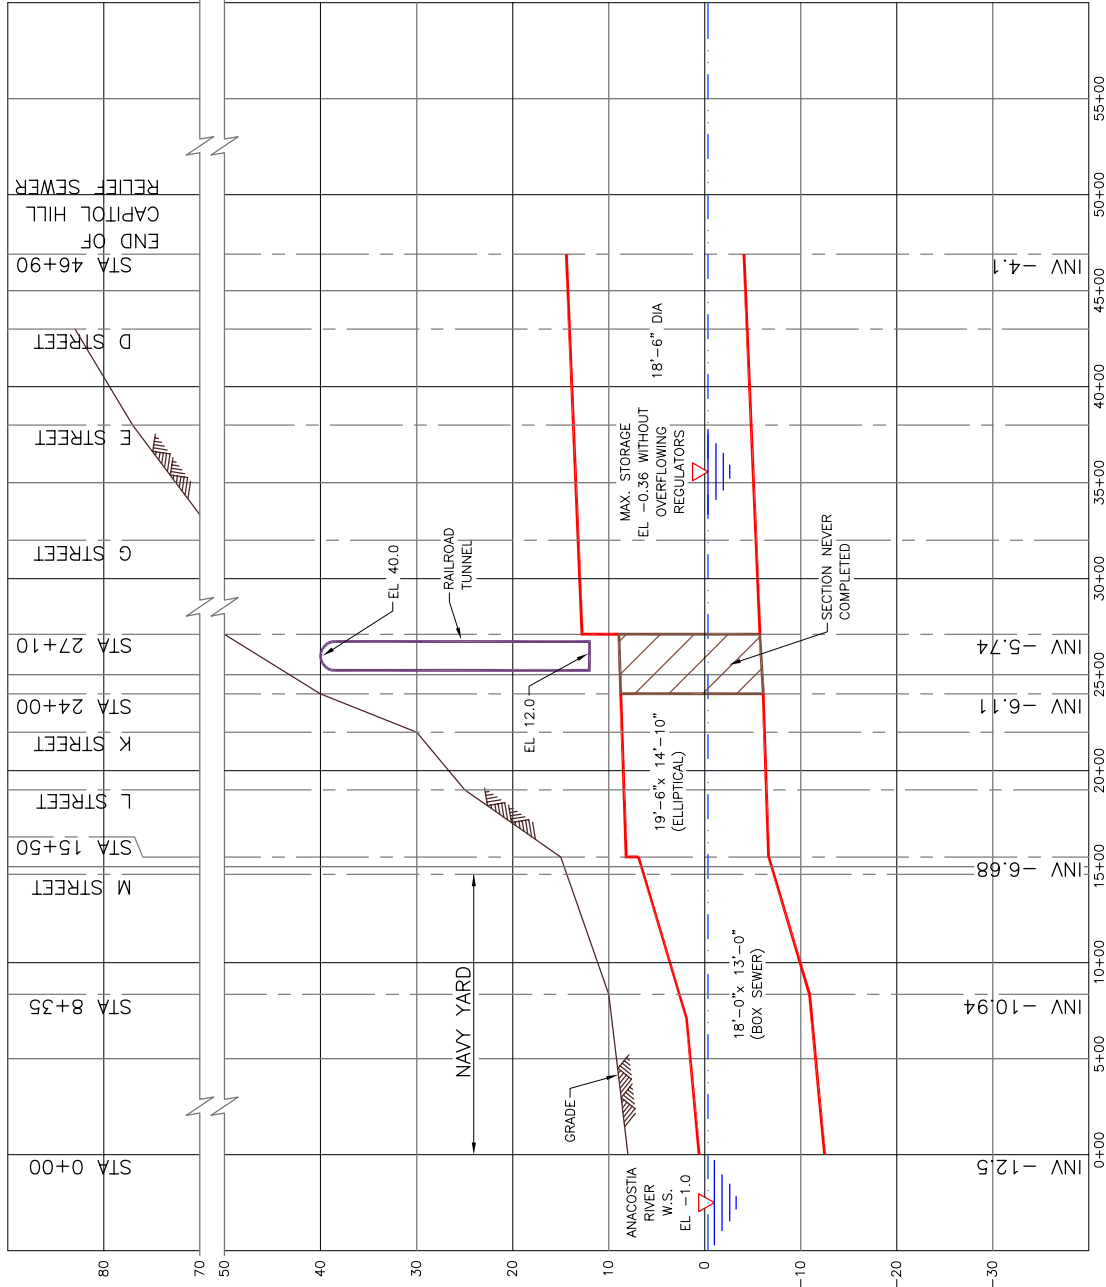 STA 0+00
STA 8+35
M STREET
STA 15+50
L STREET
K STREET
STA 24+00
STA 27+10
G STREET
E STREET
D STREET
STA 46+90
END OF
CAPITOL HILL
RELIEF SEWER
80
70
50
40
30
20
10
0
-10
-20
-30
NAVY YARD
GRADE
ANACOSTIA
RIVER
W.S.
EL -1.0
18'-0"x 13'-0"
(BOX SEWER)
19'-6"x 14'-10"
(ELLIPTICAL)
EL 12.0
EL 40.0
RAILROAD
TUNNEL
SECTION NEVER
COMPLETED
MAX. STORAGE
EL -0.36 WITHOUT
OVERFLOWING
REGULATORS
18'-6" DIA
INV -12.5
INV -10.94
INV -6.68
INV -6.11
INV -5.74
INV -4.1
0+00
5+00
10+00
15+00
20+00
25+00
30+00
35+00
40+00
45+00
50+00
55+00